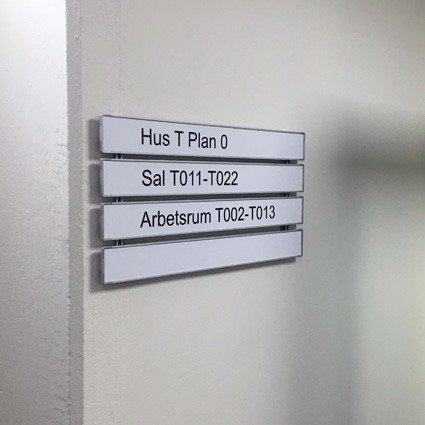 Hus T Plan 0
Sal T011-T022
Arbetsrum T002-T013